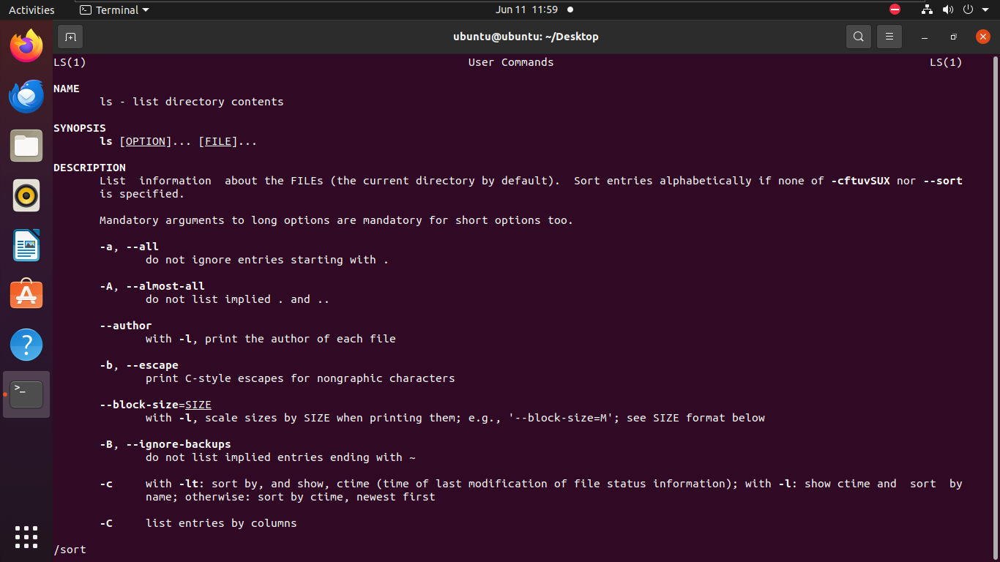 Activities Terminal Jun 11 11:59
ubuntu@ubuntu: ~/Desktop
LS(1) User Commands LS(1)
NAME
ls - list directory contents
SYNOPSIS
ls [OPTION]... [FILE]...
DESCRIPTION
List information about the FILEs (the current directory by default). Sort entries alphabetically if none of -cftuvSUX nor --sort
is specified.
Mandatory arguments to long options are mandatory for short options too.
-a, --all
do not ignore entries starting with .
-A, --almost-all
do not list implied . and ..
--author
with -l, print the author of each file
-b, --escape
print C-style escapes for nongraphic characters
--block-size=SIZE
with -l, scale sizes by SIZE when printing them; e.g., '--block-size=M'; see SIZE format below
-B, --ignore-backups
do not list implied entries ending with ~
-c with -lt: sort by, and show, ctime (time of last modification of file status information); with -l: show ctime and sort by
name; otherwise: sort by ctime, newest first
-C list entries by columns
/sort